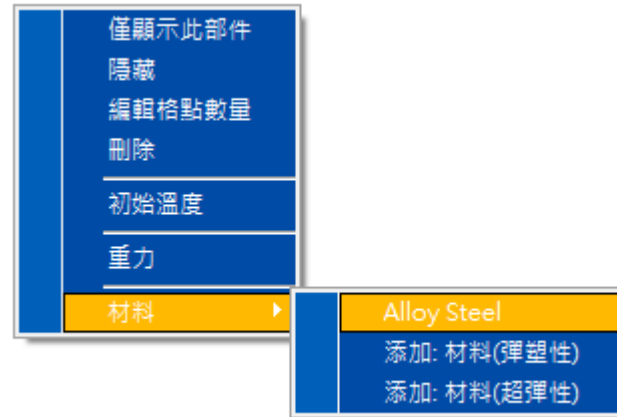 僅顯示此部件
隱藏
編輯格點數量
刪除
初始溫度
重力
材料
Alloy Steel
添加: 材料(彈塑性)
添加: 材料(超彈性)